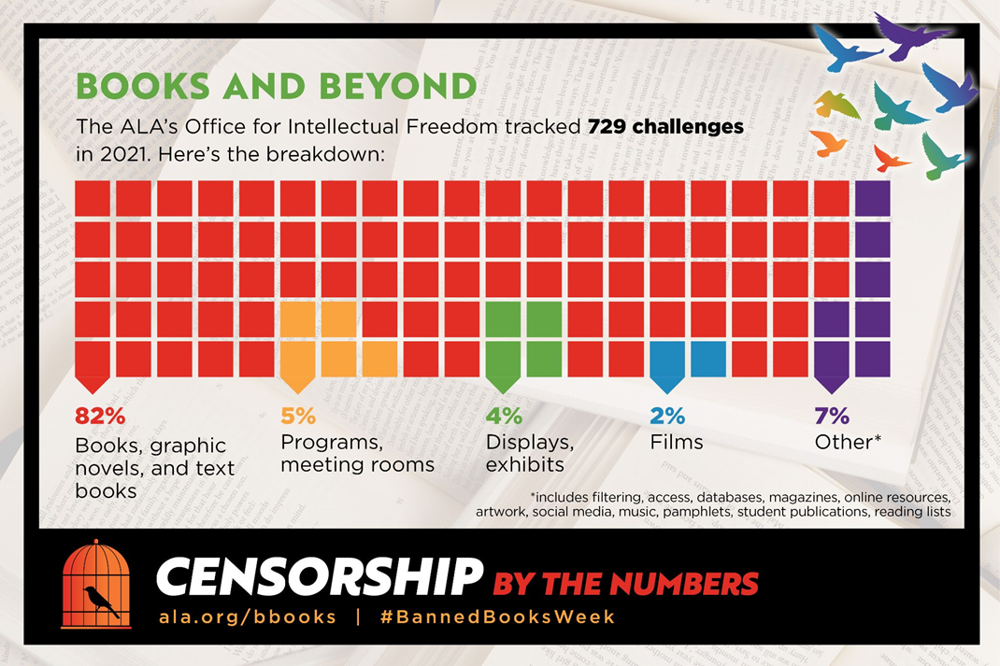 BOOKS AND BEYOND
The ALA's Office for Intellectual Freedom tracked 729 challenges
in 2021. Here's the breakdown:
82%
Books, graphic
novels, and text
books
5%
Programs,
meeting rooms
4%
Displays,
exhibits
2%
Films
7%
Other*
*includes filtering, access, databases, magazines, online resources,
artwork, social media, music, pamphlets, student publications, reading lists
CENSORSHIP BY THE NUMBERS
ala.org/bbooks | #BannedBooksWeek